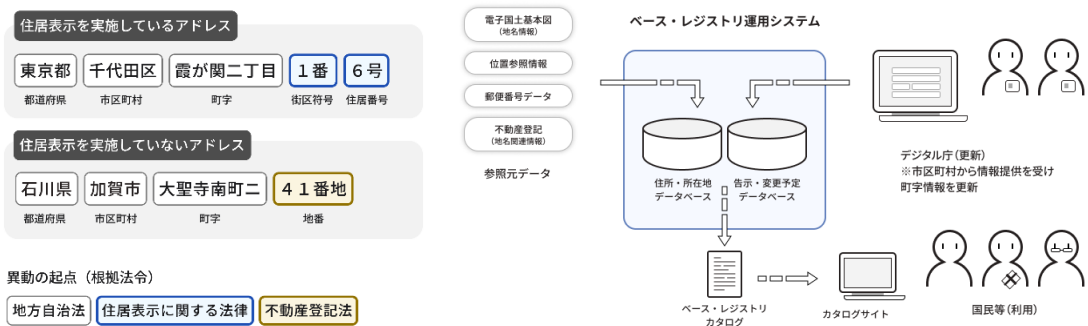 住居表示を実施しているアドレス
東京都 千代田区 霞が関二丁目 1番 6号
都道府県 市区町村 町字 街区符号 住居番号
住居表示を実施していないアドレス
石川県 加賀市 大聖寺南町ニ 41番地
都道府県 市区町村 町字 地番
異動の起点（根拠法令）
地方自治法 住居表示に関する法律 不動産登記法
電子国土基本図
（地名情報）
位置参照情報
郵便番号データ
不動産登記
（地名関連情報）
参照元データ
ベース・レジストリ運用システム
住所・所在地
データベース
告示・変更予定
データベース
デジタル庁（更新）
※市区町村から情報提供を受け
町字情報を更新
ベース・レジストリ
カタログ
カタログサイト
国民等（利用）